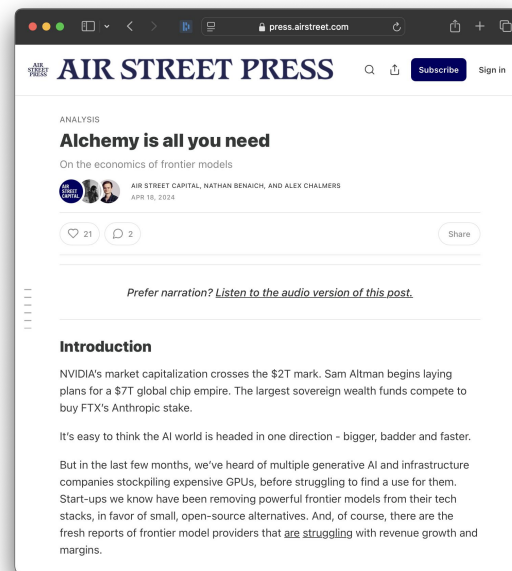 press.airstreet.com
AIR
STREET
PRESS
AIR STREET PRESS
Subscribe
Sign in
ANALYSIS
Alchemy is all you need
On the economics of frontier models
AIR
STREET
CAPITAL
AIR STREET CAPITAL, NATHAN BENAICH, AND ALEX CHALMERS
APR 18, 2024
21
2
Share
Prefer narration? Listen to the audio version of this post.
Introduction
NVIDIA's market capitalization crosses the $2T mark. Sam Altman begins laying
plans for a $7T global chip empire. The largest sovereign wealth funds compete to
buy FTX's Anthropic stake.
It's easy to think the AI world is headed in one direction - bigger, badder and faster.
But in the last few months, we've heard of multiple generative AI and infrastructure
companies stockpiling expensive GPUs, before struggling to find a use for them.
Start-ups we know have been removing powerful frontier models from their tech
stacks, in favor of small, open-source alternatives. And, of course, there are the
fresh reports of frontier model providers that are struggling with revenue growth and
margins.